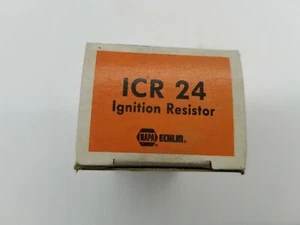 ICR 24
Ignition Resistor
NAPA ECHLIN®